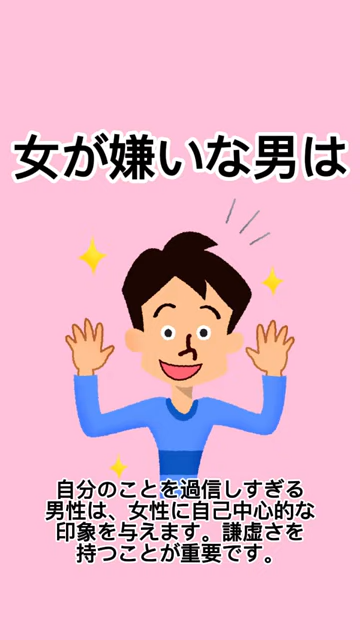 女が嫌いな男は
自分のことを過信しすぎる
男性は、女性に自己中心的な
印象を与えます。謙虚さを
持つことが重要です。